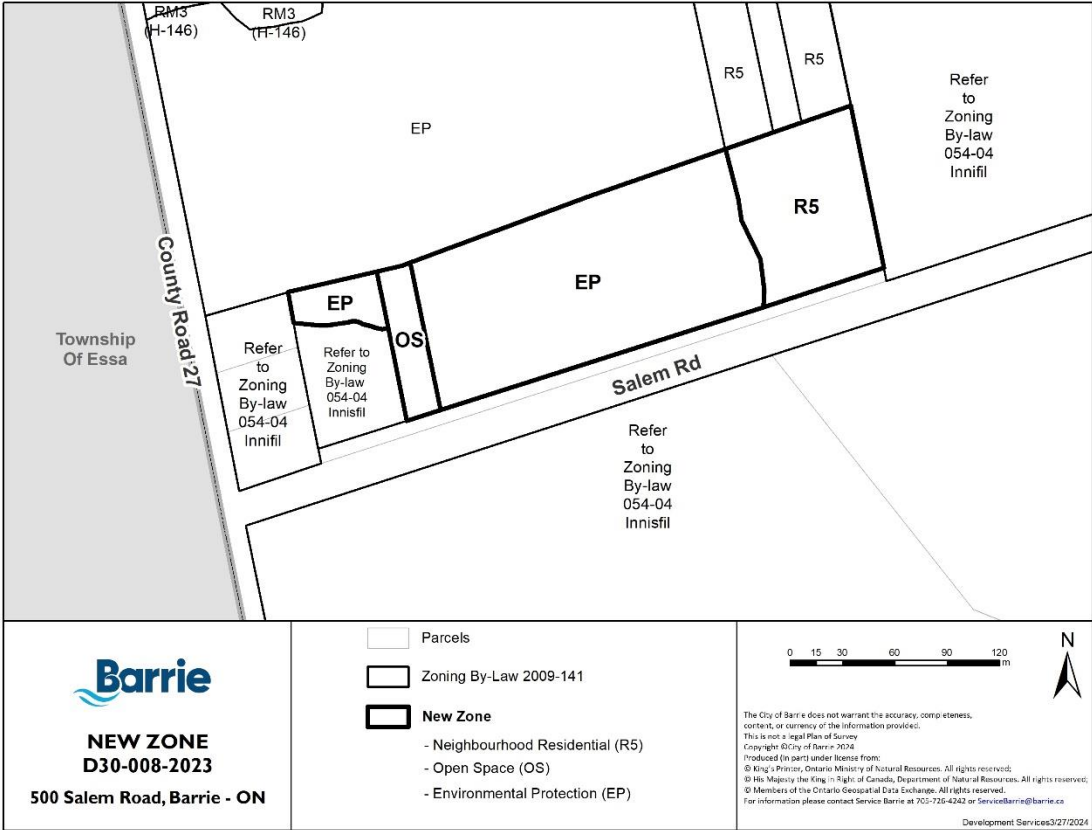 RM3
(H-146)
RM3
(H-146)
R5
R5
EP
Refer
to
Zoning
By-law
054-04
Innifil
R5
EP
EP
OS
County Road 27
Township
Of Essa
Refer
to
Zoning
By-law
054-04
Innifil
Refer to
Zoning
By-law
054-04
Innisfil
Salem Rd
Refer
to
Zoning
By-law
054-04
Innisfil
Barrie
NEW ZONE
D30-008-2023
500 Salem Road, Barrie - ON
Parcels
Zoning By-Law 2009-141
New Zone
- Neighbourhood Residential (R5)
- Open Space (OS)
- Environmental Protection (EP)
0 15 30 60 90 120
m
N
The City of Barrie does not warrant the accuracy, completeness,
content, or currency of the information provided.
This is not a legal Plan of Survey
Copyright ©City of Barrie 2024
Produced (in part) under license from:
© King's Printer, Ontario Ministry of Natural Resources. All rights reserved;
© His Majesty the King in Right of Canada, Department of Natural Resources. All rights reserved;
© Members of the Ontario Geospatial Data Exchange. All rights reserved.
For information please contact Service Barrie at 705-726-4242 or ServiceBarrie@barrie.ca
Development Services3/27/2024